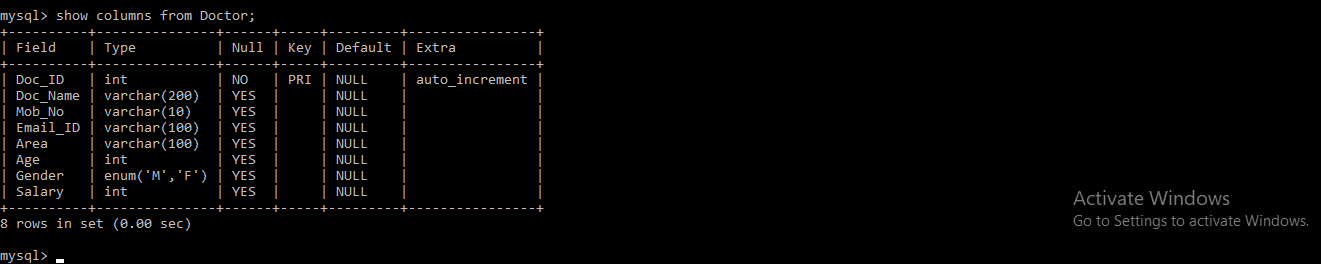 mysql> show columns from Doctor;
+----------+---------------+------+-----+---------+----------------+
| Field    | Type          | Null | Key | Default | Extra          |
+----------+---------------+------+-----+---------+----------------+
| Doc_ID   | int           | NO   | PRI | NULL    | auto_increment |
| Doc_Name | varchar(200)  | YES  |     | NULL    |                |
| Mob_No   | varchar(10)   | YES  |     | NULL    |                |
| Email_ID | varchar(100)  | YES  |     | NULL    |                |
| Area     | varchar(100)  | YES  |     | NULL    |                |
| Age      | int           | YES  |     | NULL    |                |
| Gender   | enum('M','F') | YES  |     | NULL    |                |
| Salary   | int           | YES  |     | NULL    |                |
+----------+---------------+------+-----+---------+----------------+
8 rows in set (0.00 sec)
mysql> _
Activate Windows
Go to Settings to activate Windows.